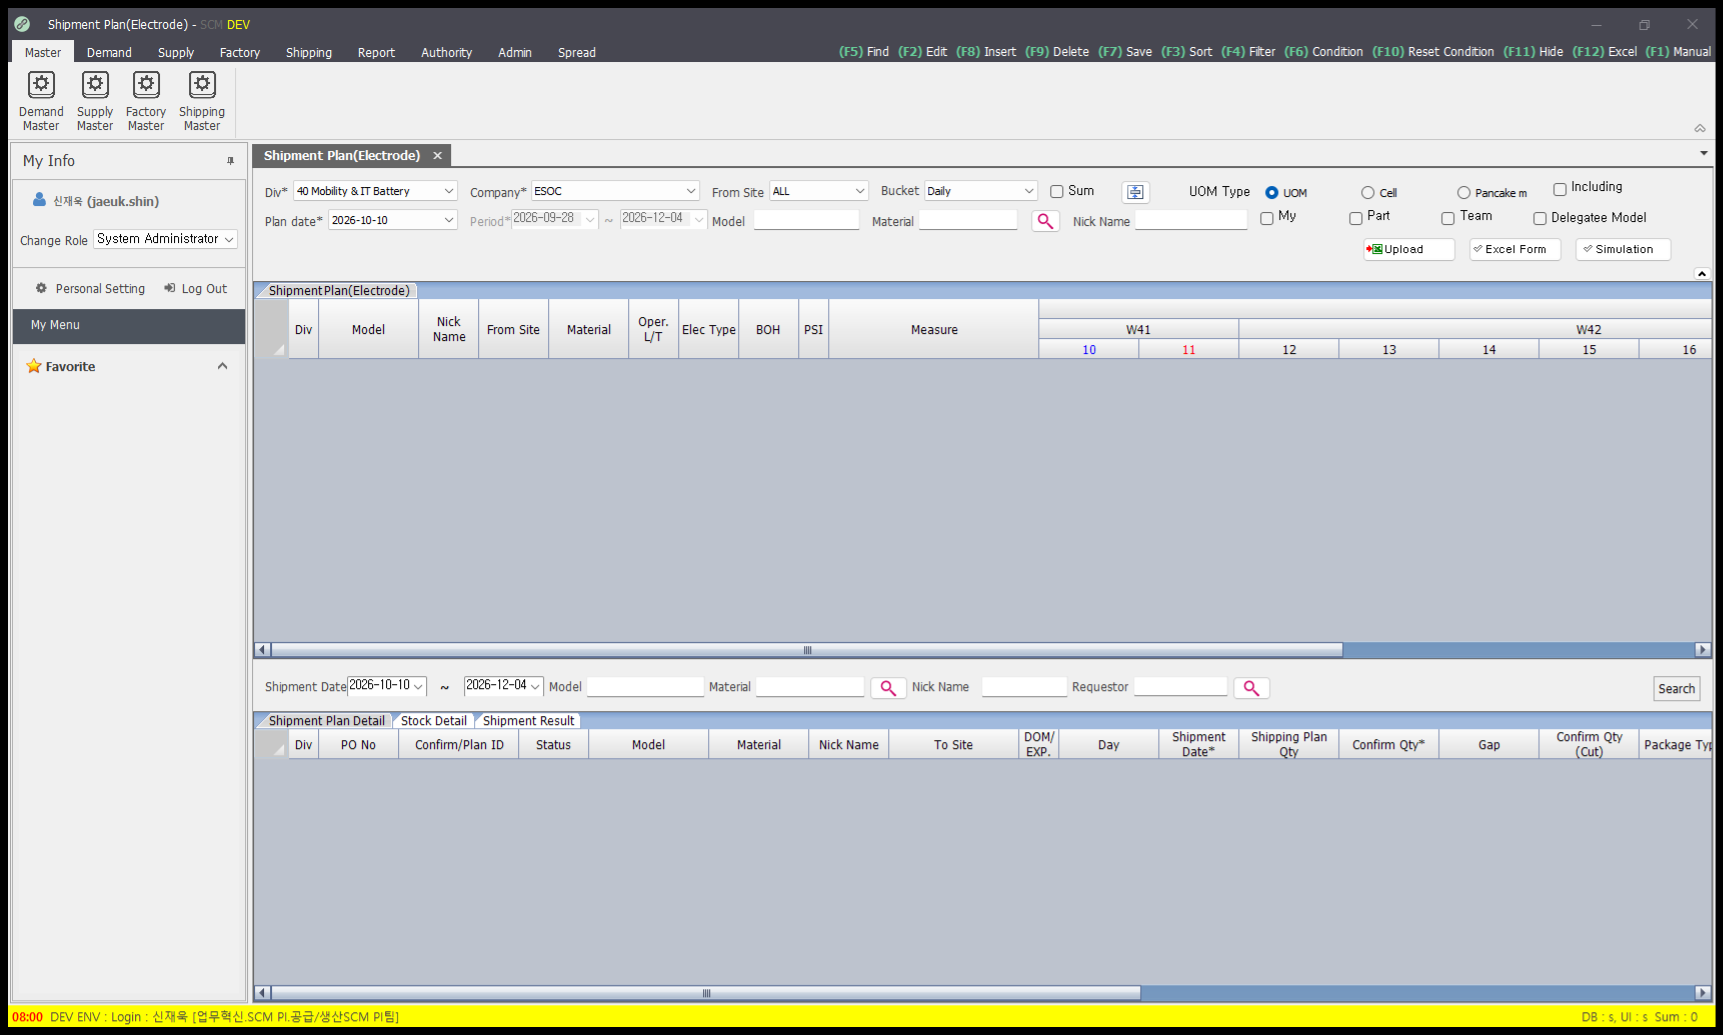 Shipment Plan(Electrode) - SCM DEV
Master Demand Supply Factory Shipping Report Authority Admin Spread
(F5) Find (F2) Edit (F8) Insert (F9) Delete (F7) Save (F3) Sort (F4) Filter (F6) Condition (F10) Reset Condition (F11) Hide (F12) Excel (F1) Manual
Demand Master
Supply Master
Factory Master
Shipping Master
My Info
신재욱 (jaeuk.shin)
Change Role System Administrator
Personal Setting Log Out
My Menu
Favorite
Shipment Plan(Electrode)
Div* 40 Mobility & IT Battery Company* ESOC From Site ALL Bucket Daily Sum UOM Type UOM Cell Pancake m Including
Plan date* 2026-10-10 Period* 2026-09-28 ~ 2026-12-04 Model Material Nick Name My Part Team Delegatee Model
Upload Excel Form Simulation
Shipment Plan(Electrode)
Div Model Nick Name From Site Material Oper. L/T Elec Type BOH PSI Measure
W41 W42
10 11 12 13 14 15 16
Shipment Date 2026-10-10 ~ 2026-12-04 Model Material Nick Name Requestor Search
Shipment Plan Detail Stock Detail Shipment Result
Div PO No Confirm/Plan ID Status Model Material Nick Name To Site DOM/ EXP. Day Shipment Date* Shipping Plan Qty Confirm Qty* Gap Confirm Qty (Cut) Package Typ
08:00 DEV ENV : Login : 신재욱 [업무혁신.SCM PI.공급/생산SCM PI팀]
DB : s, UI : s Sum : 0